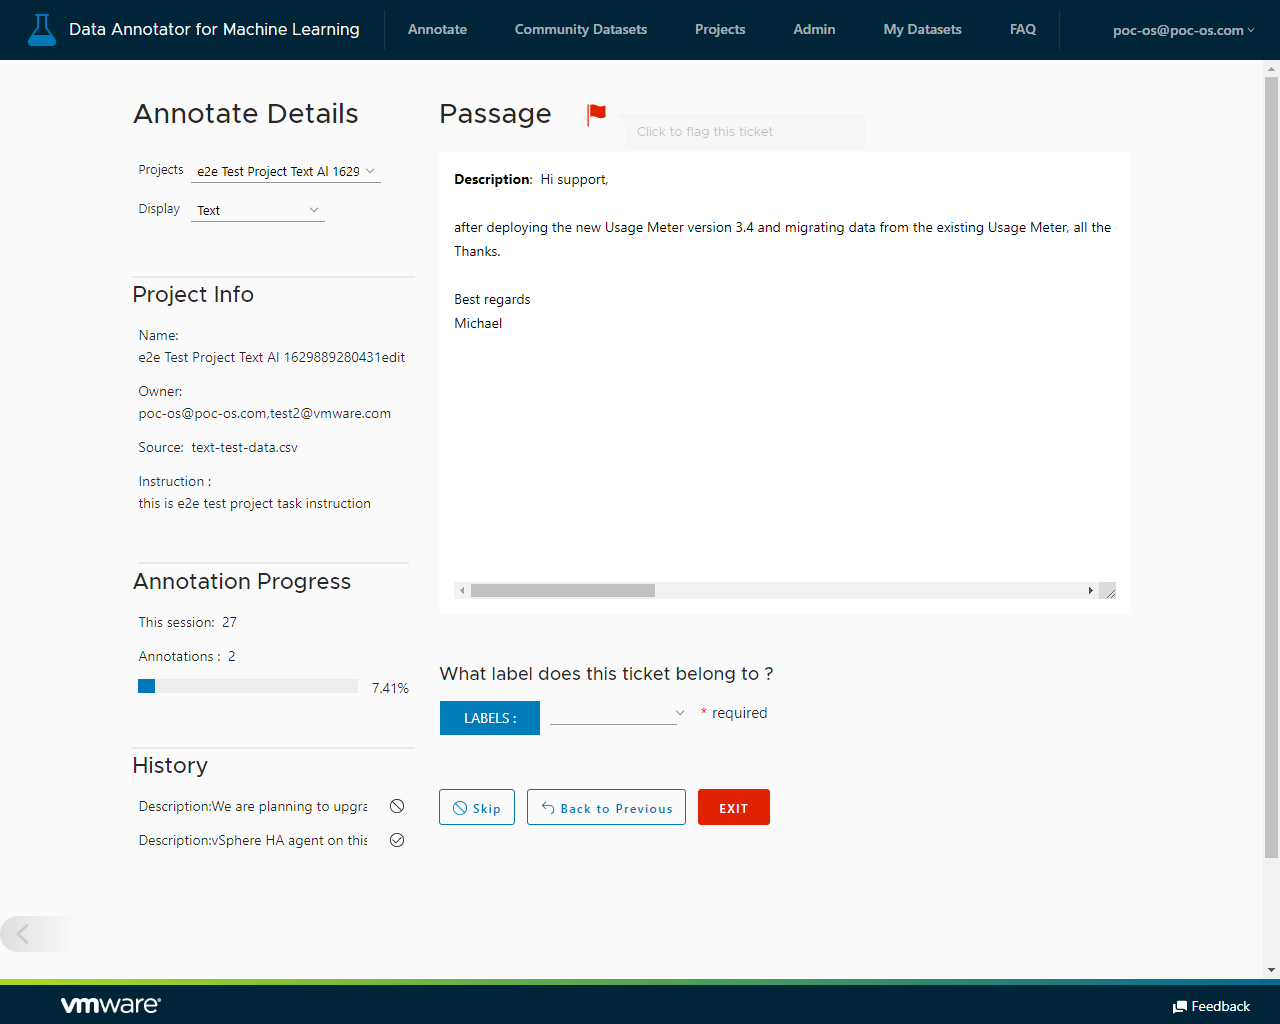 Data Annotator for Machine Learning
Annotate
Community Datasets
Projects
Admin
My Datasets
FAQ
poc-os@poc-os.com
Annotate Details
Projects e2e Test Project Text Al 1629
Display Text
Project Info
Name:
e2e Test Project Text Al 1629889280431edit
Owner:
poc-os@poc-os.com,test2@vmware.com
Source: text-test-data.csv
Instruction :
this is e2e test project task instruction
Annotation Progress
This session: 27
Annotations : 2
7.41%
History
Description:We are planning to upgra
Description:vSphere HA agent on this
Passage
Click to flag this ticket
Description: Hi support,
after deploying the new Usage Meter version 3.4 and migrating data from the existing Usage Meter, all the
Thanks.
Best regards
Michael
What label does this ticket belong to ?
LABELS :
* required
Skip
Back to Previous
EXIT
vmware
Feedback